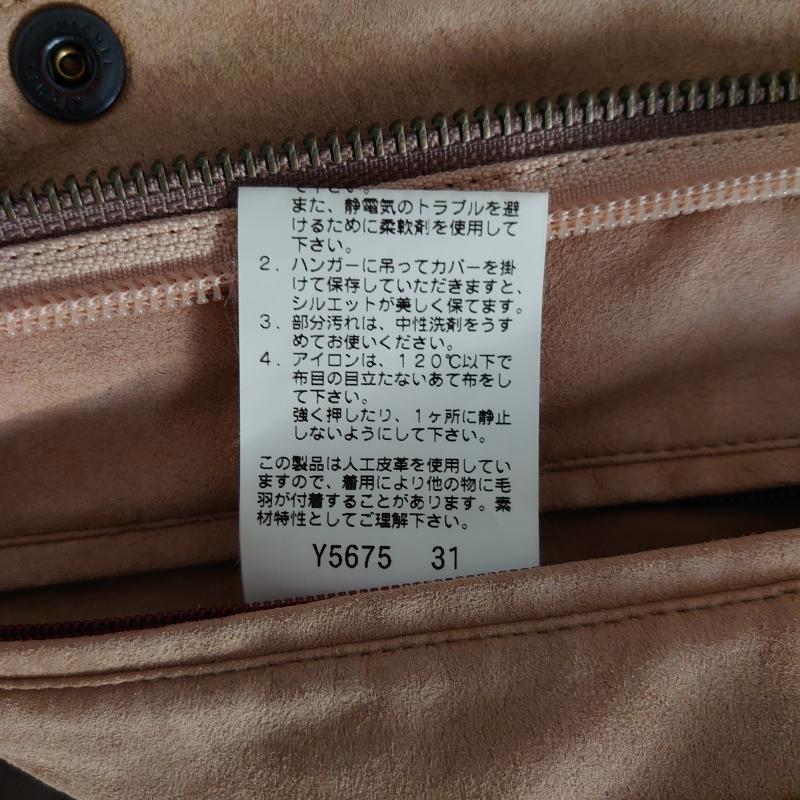 て下さい。
また、静電気のトラブルを避
けるために柔軟剤を使用して
下さい。
2. ハンガーに吊ってカバーを掛
けて保存していただきますと、
シルエットが美しく保てます。
3. 部分汚れは、中性洗剤をうす
めてお使いください。
4. アイロンは、120℃以下で
布目の目立たないあて布をし
て下さい。
強く押したり、1ヶ所に静止
しないようにして下さい。
この製品は人工皮革を使用してい
ますので、着用により他の物に毛
羽が付着することがあります。素
材特性としてご理解下さい。
Y5675 31